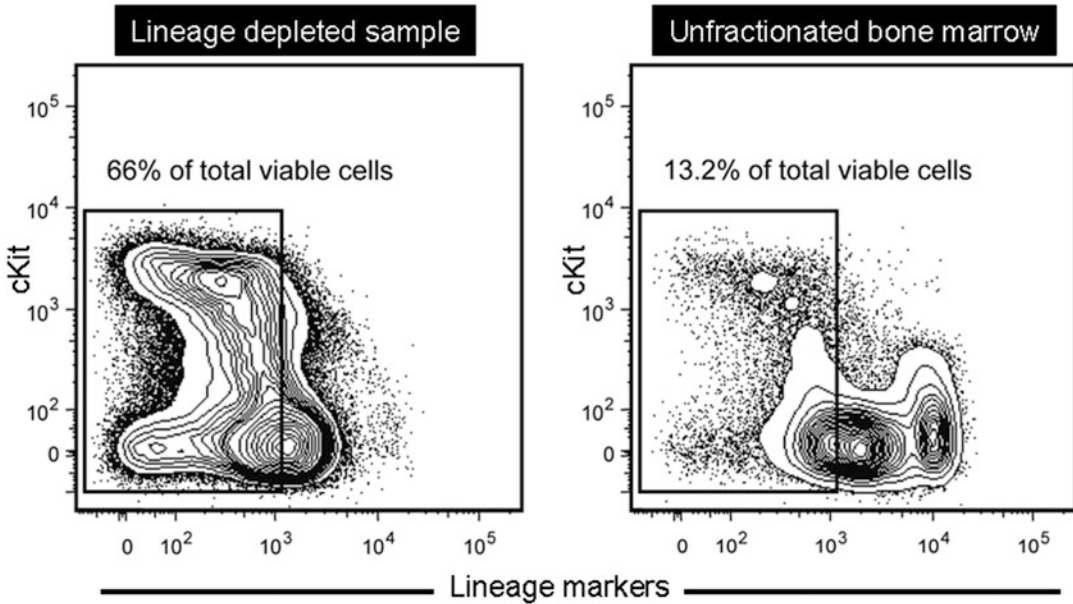 Lineage depleted sample
Unfractionated bone marrow
cKit
10^5
10^4
10^3
10^2
0
66% of total viable cells
0
10^2
10^3
10^4
10^5
cKit
10^5
10^4
10^3
10^2
0
13.2% of total viable cells
0
10^2
10^3
10^4
10^5
Lineage markers